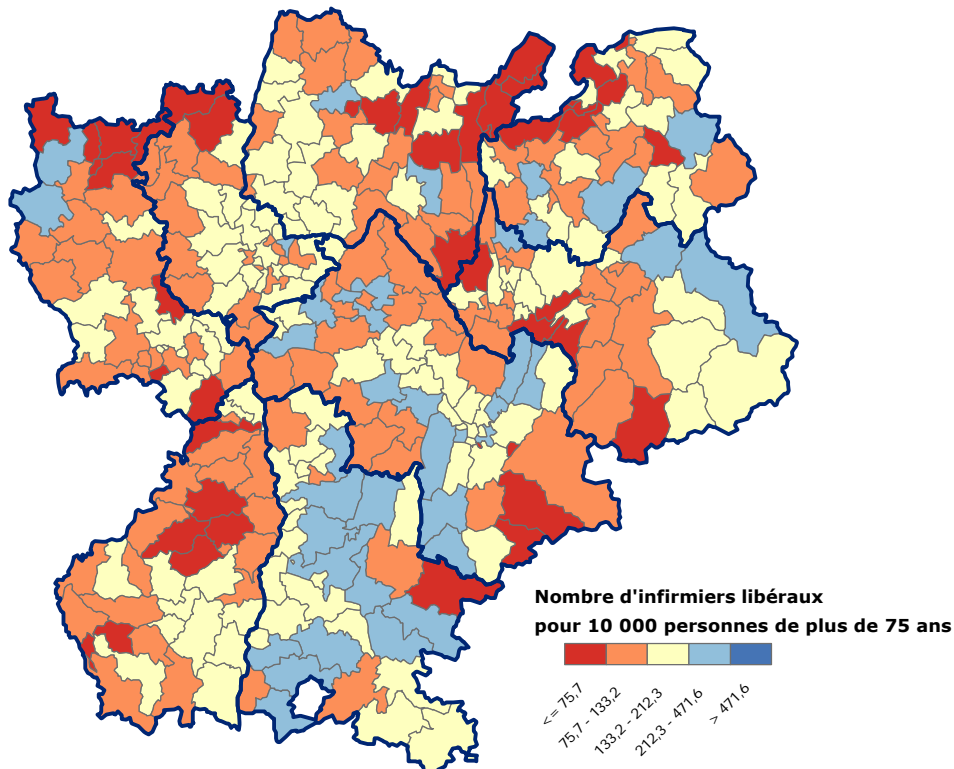 Nombre d'infirmiers libéraux
pour 10 000 personnes de plus de 75 ans
<= 75,7
75,7 - 133,2
133,2 - 212,3
212,3 - 471,6
> 471,6